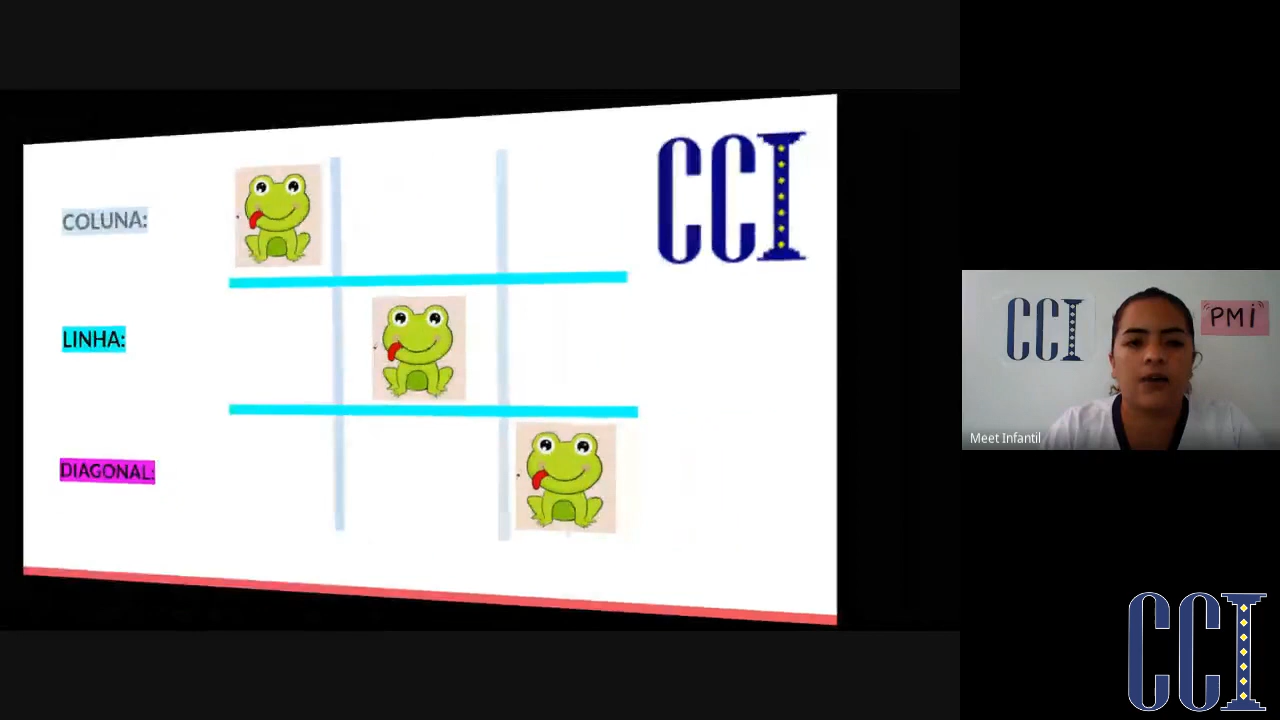 CCI
COLUNA:
LINHA:
DIAGONAL:
CCI
"PMi"
Meet Infantil
CCI